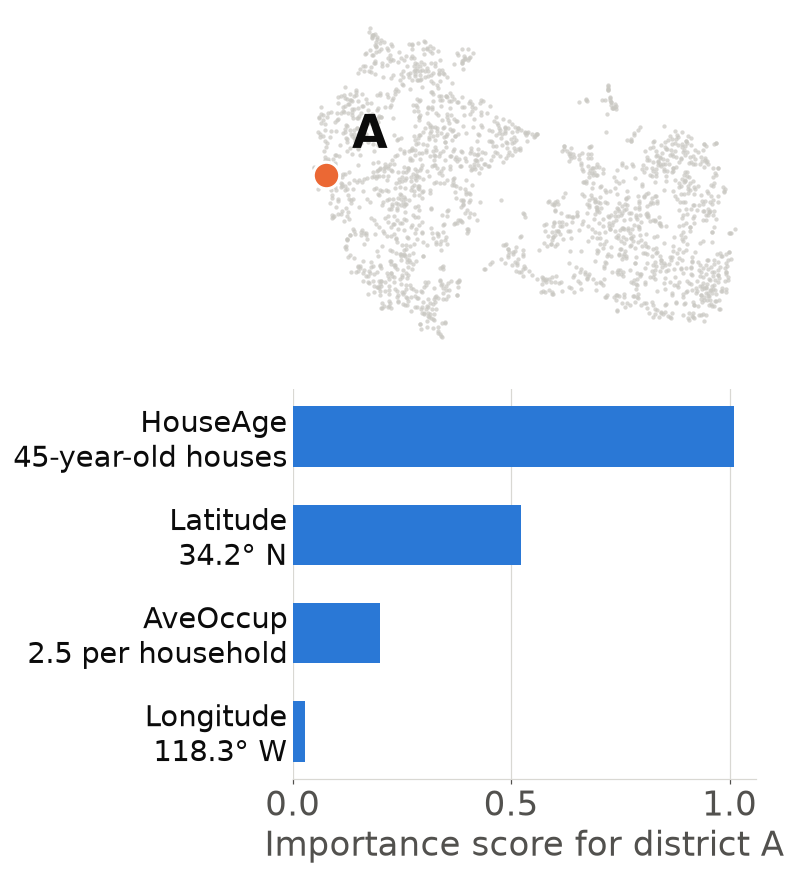 A
HouseAge
45-year-old houses
Latitude
34.2° N
AveOccup
2.5 per household
Longitude
118.3° W
0.0 0.5 1.0
Importance score for district A